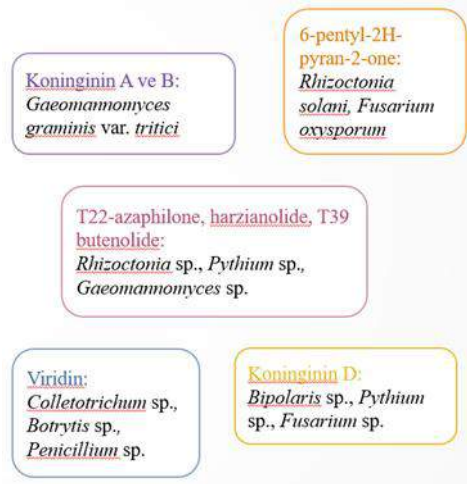 6-pentyl-2H-
pyran-2-one:
Rhizoctonia
solani, Fusarium
oxysporum
Koninginin A ve B:
Gaeomannomyces
graminis var. tritici
T22-azaphilone, harzianolide, T39
butenolide:
Rhizoctonia sp., Pythium sp.,
Gaeomannomyces sp.
Viridin:
Colletotrichum sp.,
Botrytis sp.,
Penicillium sp.
Koninginin D:
Bipolaris sp., Pythium
sp., Fusarium sp.